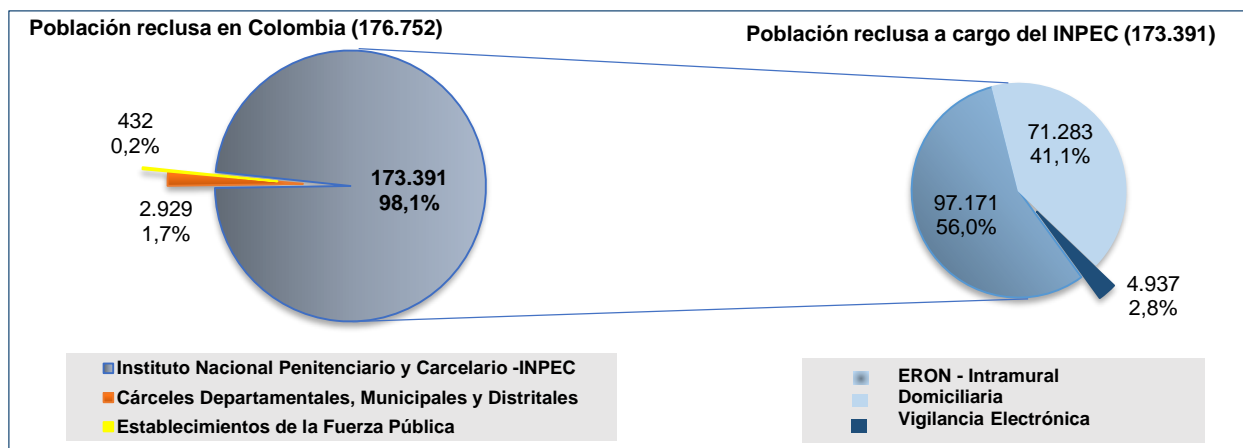 Población reclusa en Colombia (176.752)
432
0,2%
2.929
1,7%
173.391
98,1%
Instituto Nacional Penitenciario y Carcelario -INPEC
Cárceles Departamentales, Municipales y Distritales
Establecimientos de la Fuerza Pública
Población reclusa a cargo del INPEC (173.391)
71.283
41,1%
97.171
56,0%
4.937
2,8%
ERON - Intramural
Domiciliaria
Vigilancia Electrónica